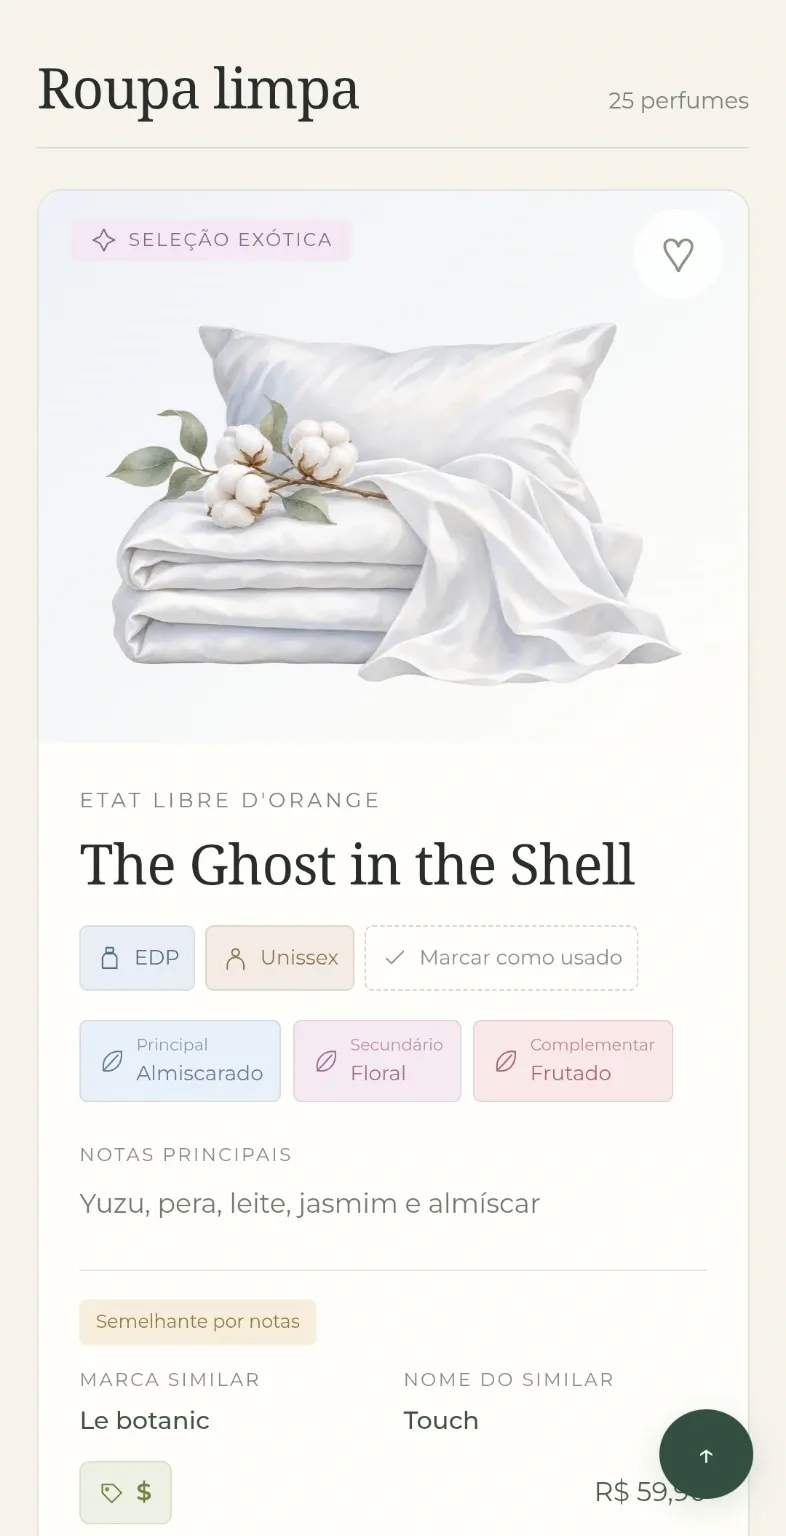 Roupa limpa
25 perfumes
SELEÇÃO EXÓTICA
ETAT LIBRE D'ORANGE
The Ghost in the Shell
EDP
Unissex
Marcar como usado
Principal
Almiscarado
Secundário
Floral
Complementar
Frutado
NOTAS PRINCIPAIS
Yuzu, pera, leite, jasmim e almíscar
Semelhante por notas
MARCA SIMILAR
NOME DO SIMILAR
Le botanic
Touch
$
R$